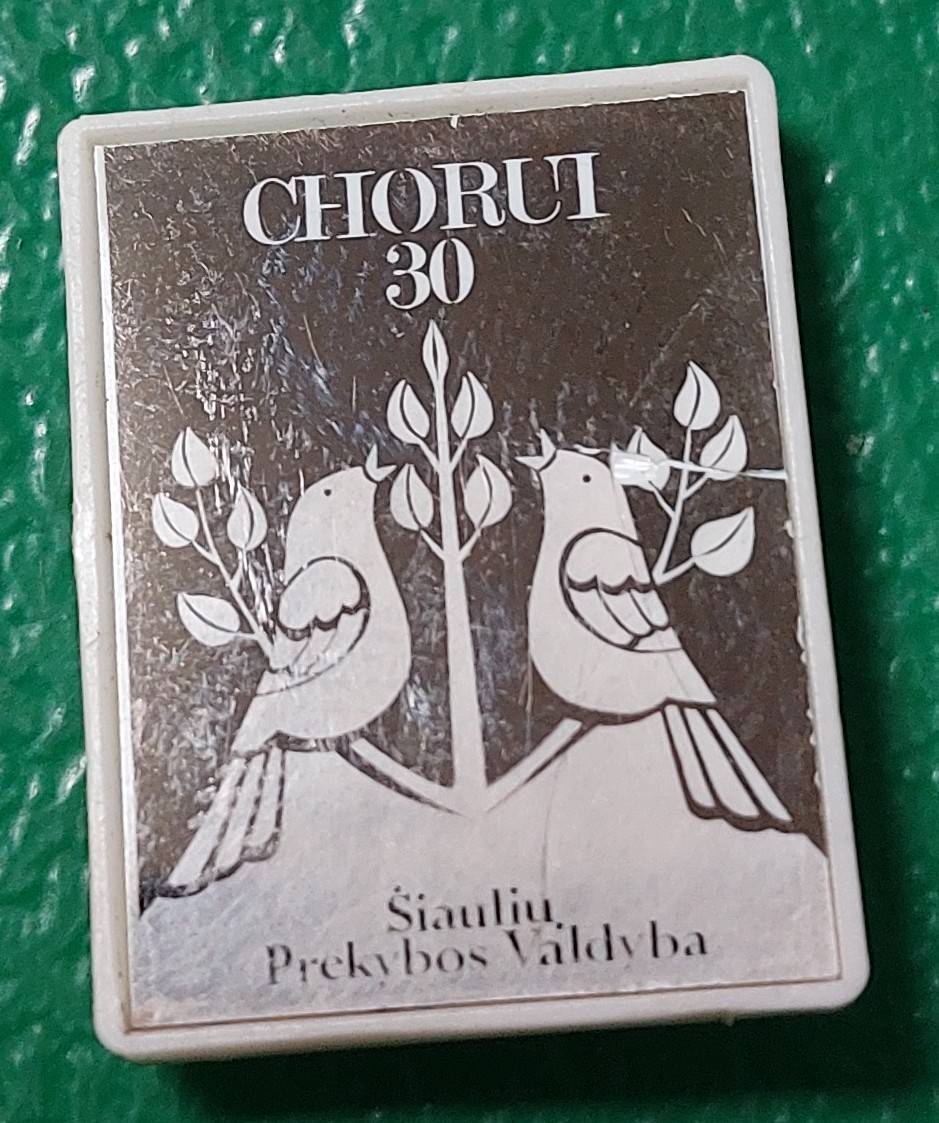 CHORUI
30
Šiaulių
Prekybos Valdyba